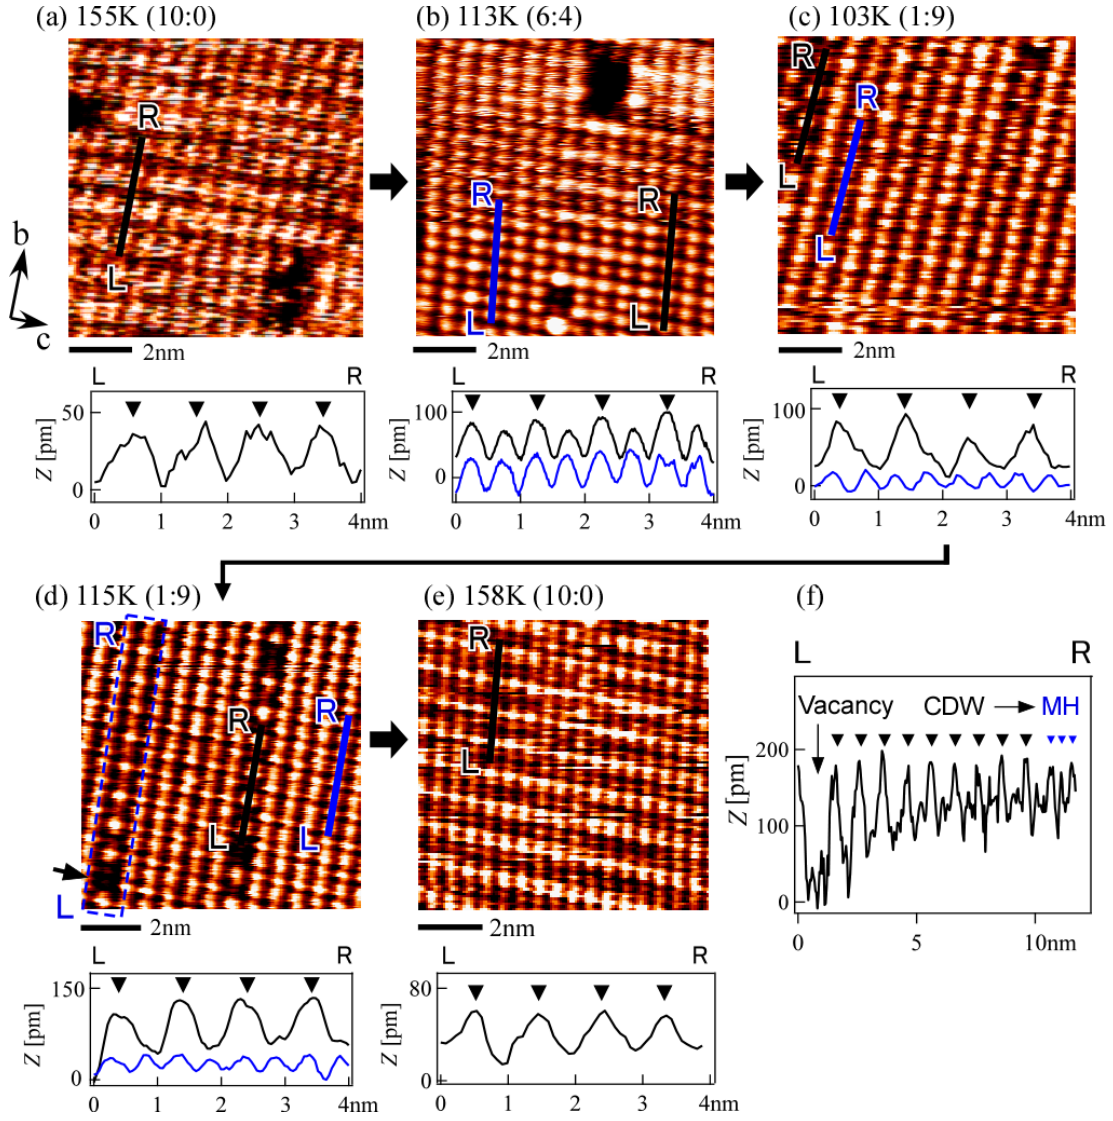 (a) 155K (10:0)
(b) 113K (6:4)
(c) 103K (1:9)
R
L
b
c
2nm
R
L
R
L
2nm
R
L
R
L
2nm
L R
50
0
Z [pm]
0 1 2 3 4nm
L R
100
0
Z [pm]
0 1 2 3 4nm
L R
100
0
Z [pm]
0 1 2 3 4nm
(d) 115K (1:9)
(e) 158K (10:0)
(f)
R
L
R
L
R
L
2nm
R
L
2nm
L R
Vacancy CDW MH
200
100
0
Z [pm]
0 5 10nm
L R
150
0
Z [pm]
0 1 2 3 4nm
L R
80
0
Z [pm]
0 1 2 3 4nm